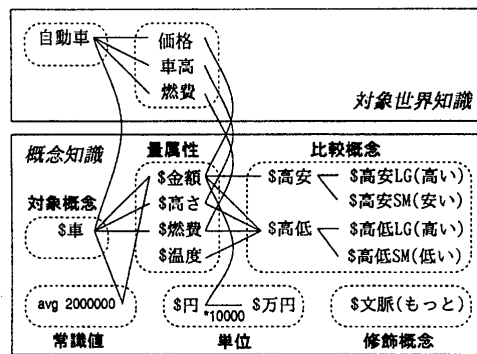 自動車
価格
車高
燃費
対象世界知識
概念知識
量属性
比較概念
対象概念
$車
$金額
$高さ
$燃費
$温度
$高安
$高安LG(高い)
$高安SM(安い)
$高低
$高低LG(高い)
$高低SM(低い)
avg 2000000
$円
*10000
$万円
$文脈(もっと)
常識値
単位
修飾概念